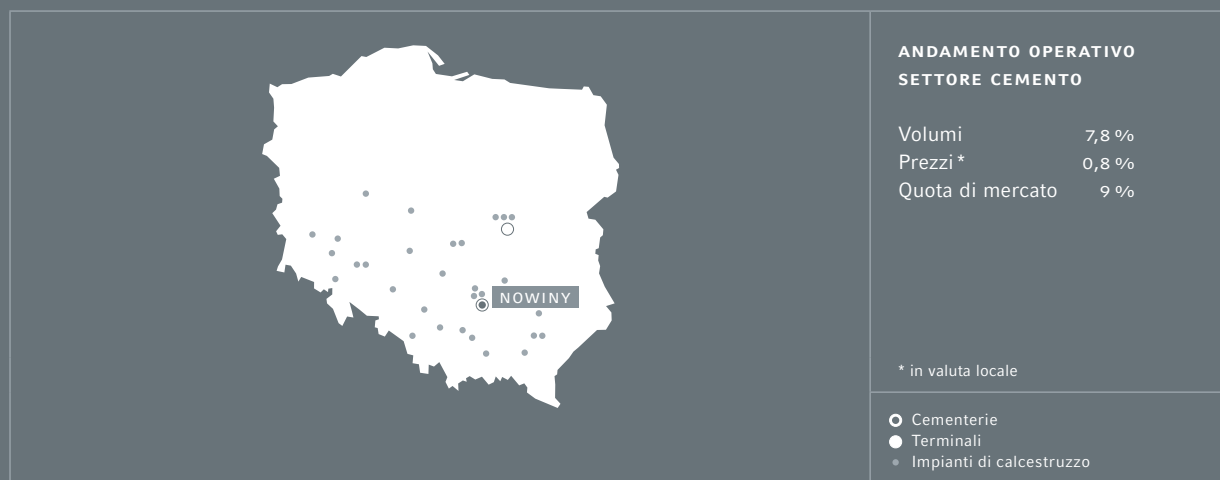 NOWINY
ANDAMENTO OPERATIVO
SETTORE CEMENTO
Volumi 7,8 %
Prezzi * 0,8 %
Quota di mercato 9 %
* in valuta locale
Cementerie
Terminali
Impianti di calcestruzzo